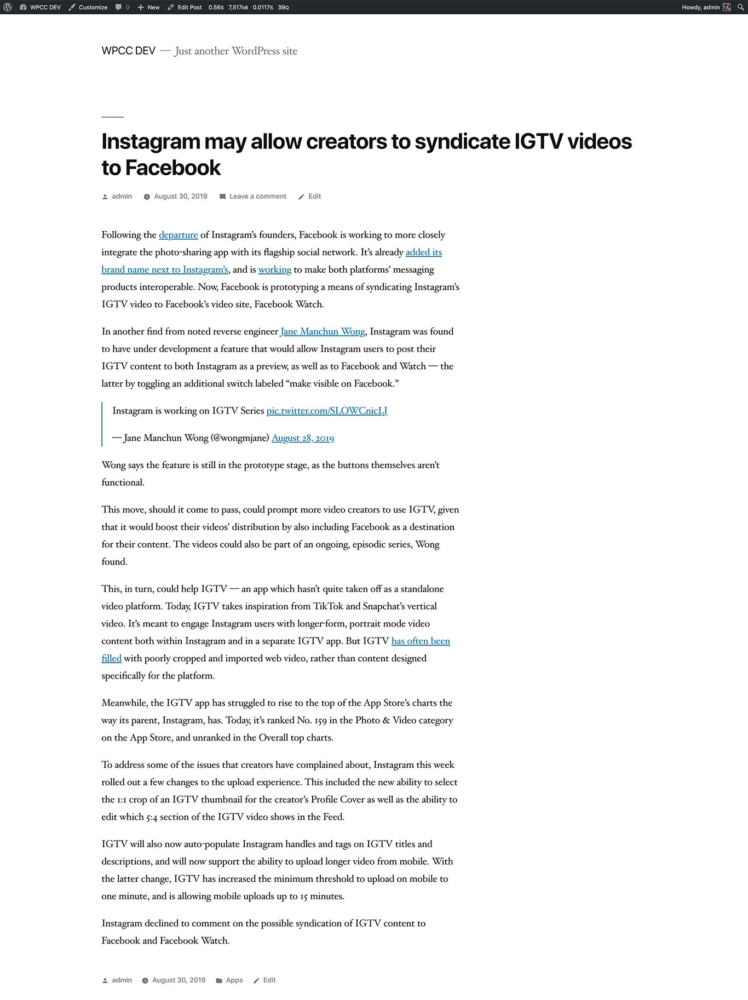 WPCC DEV Customize 0 New Edit Post 0.56s 7,517kB 0.0117s 39Q Howdy, admin
WPCC DEV — Just another WordPress site
Instagram may allow creators to syndicate IGTV videos
to Facebook
admin August 30, 2019 Leave a comment Edit
Following the departure of Instagram’s founders, Facebook is working to more closely
integrate the photo-sharing app with its flagship social network. It’s already added its
brand name next to Instagram’s, and is working to make both platforms’ messaging
products interoperable. Now, Facebook is prototyping a means of syndicating Instagram’s
IGTV video to Facebook’s video site, Facebook Watch.
In another find from noted reverse engineer Jane Manchun Wong, Instagram was found
to have under development a feature that would allow Instagram users to post their
IGTV content to both Instagram as a preview, as well as to Facebook and Watch — the
latter by toggling an additional switch labeled “make visible on Facebook.”
Instagram is working on IGTV Series pic.twitter.com/SLOWCnicLJ
— Jane Manchun Wong (@wongmjane) August 28, 2019
Wong says the feature is still in the prototype stage, as the buttons themselves aren’t
functional.
This move, should it come to pass, could prompt more video creators to use IGTV, given
that it would boost their videos’ distribution by also including Facebook as a destination
for their content. The videos could also be part of an ongoing, episodic series, Wong
found.
This, in turn, could help IGTV — an app which hasn’t quite taken off as a standalone
video platform. Today, IGTV takes inspiration from TikTok and Snapchat’s vertical
video. It’s meant to engage Instagram users with longer-form, portrait mode video
content both within Instagram and in a separate IGTV app. But IGTV has often been
filled with poorly cropped and imported web video, rather than content designed
specifically for the platform.
Meanwhile, the IGTV app has struggled to rise to the top of the App Store’s charts the
way its parent, Instagram, has. Today, it’s ranked No. 159 in the Photo & Video category
on the App Store, and unranked in the Overall top charts.
To address some of the issues that creators have complained about, Instagram this week
rolled out a few changes to the upload experience. This included the new ability to select
the 1:1 crop of an IGTV thumbnail for the creator’s Profile Cover as well as the ability to
edit which 5:4 section of the IGTV video shows in the Feed.
IGTV will also now auto-populate Instagram handles and tags on IGTV titles and
descriptions, and will now support the ability to upload longer video from mobile. With
the latter change, IGTV has increased the minimum threshold to upload on mobile to
one minute, and is allowing mobile uploads up to 15 minutes.
Instagram declined to comment on the possible syndication of IGTV content to
Facebook and Facebook Watch.
admin August 30, 2019 Apps Edit